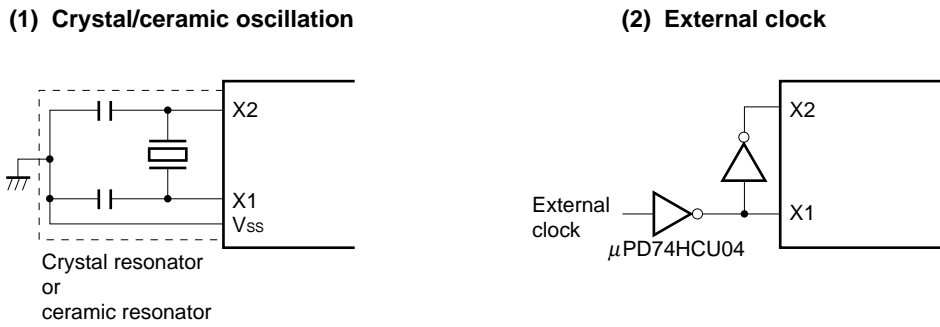 (1) Crystal/ceramic oscillation
X2
X1
VSS
Crystal resonator
or
ceramic resonator
(2) External clock
X2
X1
External
clock
μPD74HCU04